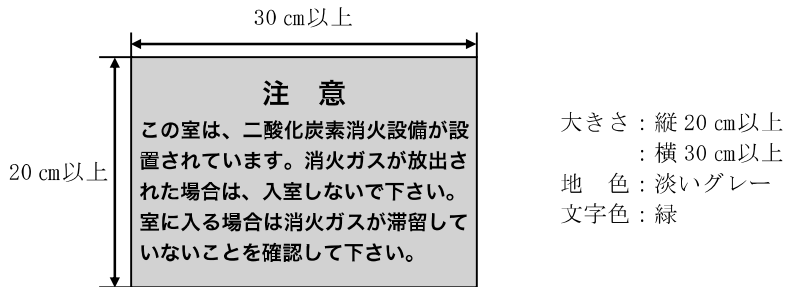 30 ㎝以上
20 ㎝以上
注　意
この室は、二酸化炭素消火設備が設
置されています。消火ガスが放出さ
れた場合は、入室しないで下さい。
室に入る場合は消火ガスが滞留して
いないことを確認して下さい。
大きさ：縦 20 ㎝以上
：横 30 ㎝以上
地　色：淡いグレー
文字色：緑